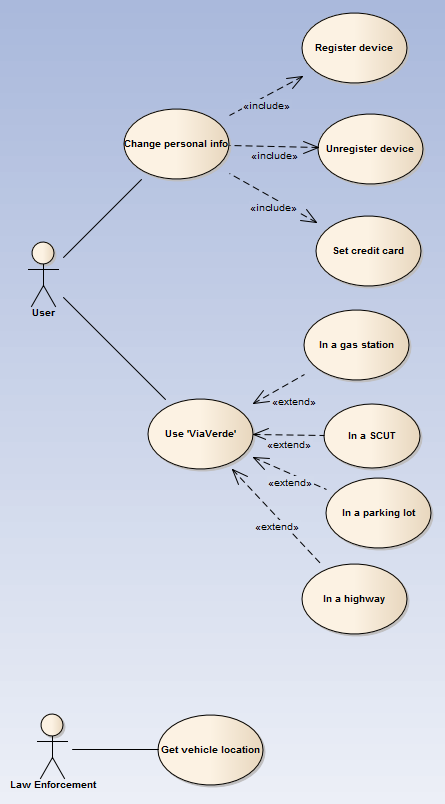 Register device
«include»
Change personal info
Unregister device
«include»
«include»
Set credit card
User
In a gas station
«extend»
Use 'ViaVerde'
In a SCUT
«extend»
«extend»
In a parking lot
«extend»
In a highway
Get vehicle location
Law Enforcement